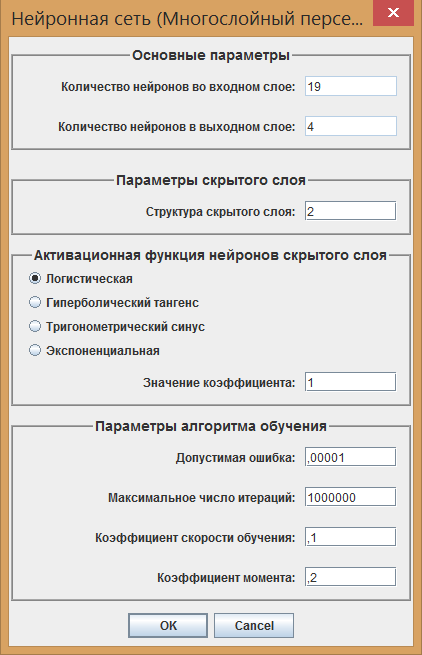 Нейронная сеть (Многослойный персе...
Основные параметры
Количество нейронов во входном слое: 19
Количество нейронов в выходном слое: 4
Параметры скрытого слоя
Структура скрытого слоя: 2
Активационная функция нейронов скрытого слоя
Логистическая
Гиперболический тангенс
Тригонометрический синус
Экспоненциальная
Значение коэффициента: 1
Параметры алгоритма обучения
Допустимая ошибка: ,00001
Максимальное число итераций: 1000000
Коэффициент скорости обучения: ,1
Коэффициент момента: ,2
OK Cancel